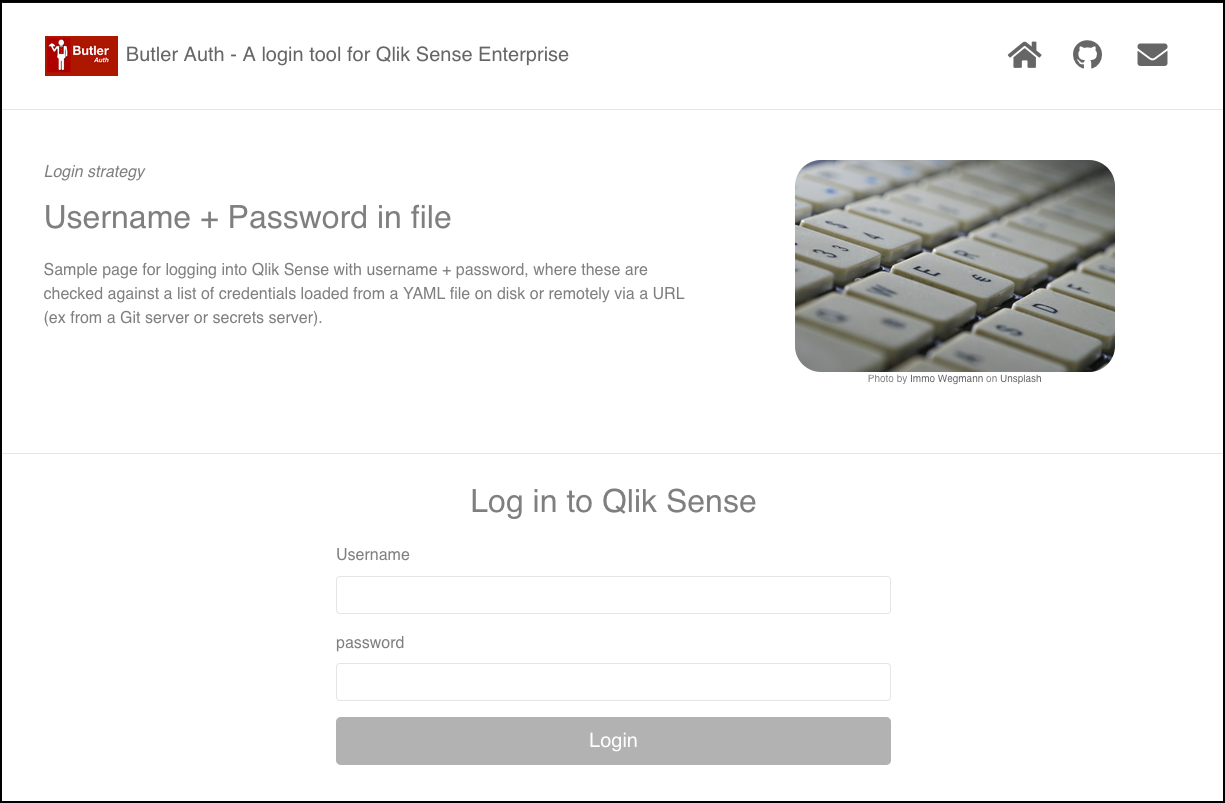 Butler
Auth
Butler Auth - A login tool for Qlik Sense Enterprise
Login strategy
Username + Password in file
Sample page for logging into Qlik Sense with username + password, where these are
checked against a list of credentials loaded from a YAML file on disk or remotely via a URL
(ex from a Git server or secrets server).
Photo by Immo Wegmann on Unsplash
Log in to Qlik Sense
Username
password
Login